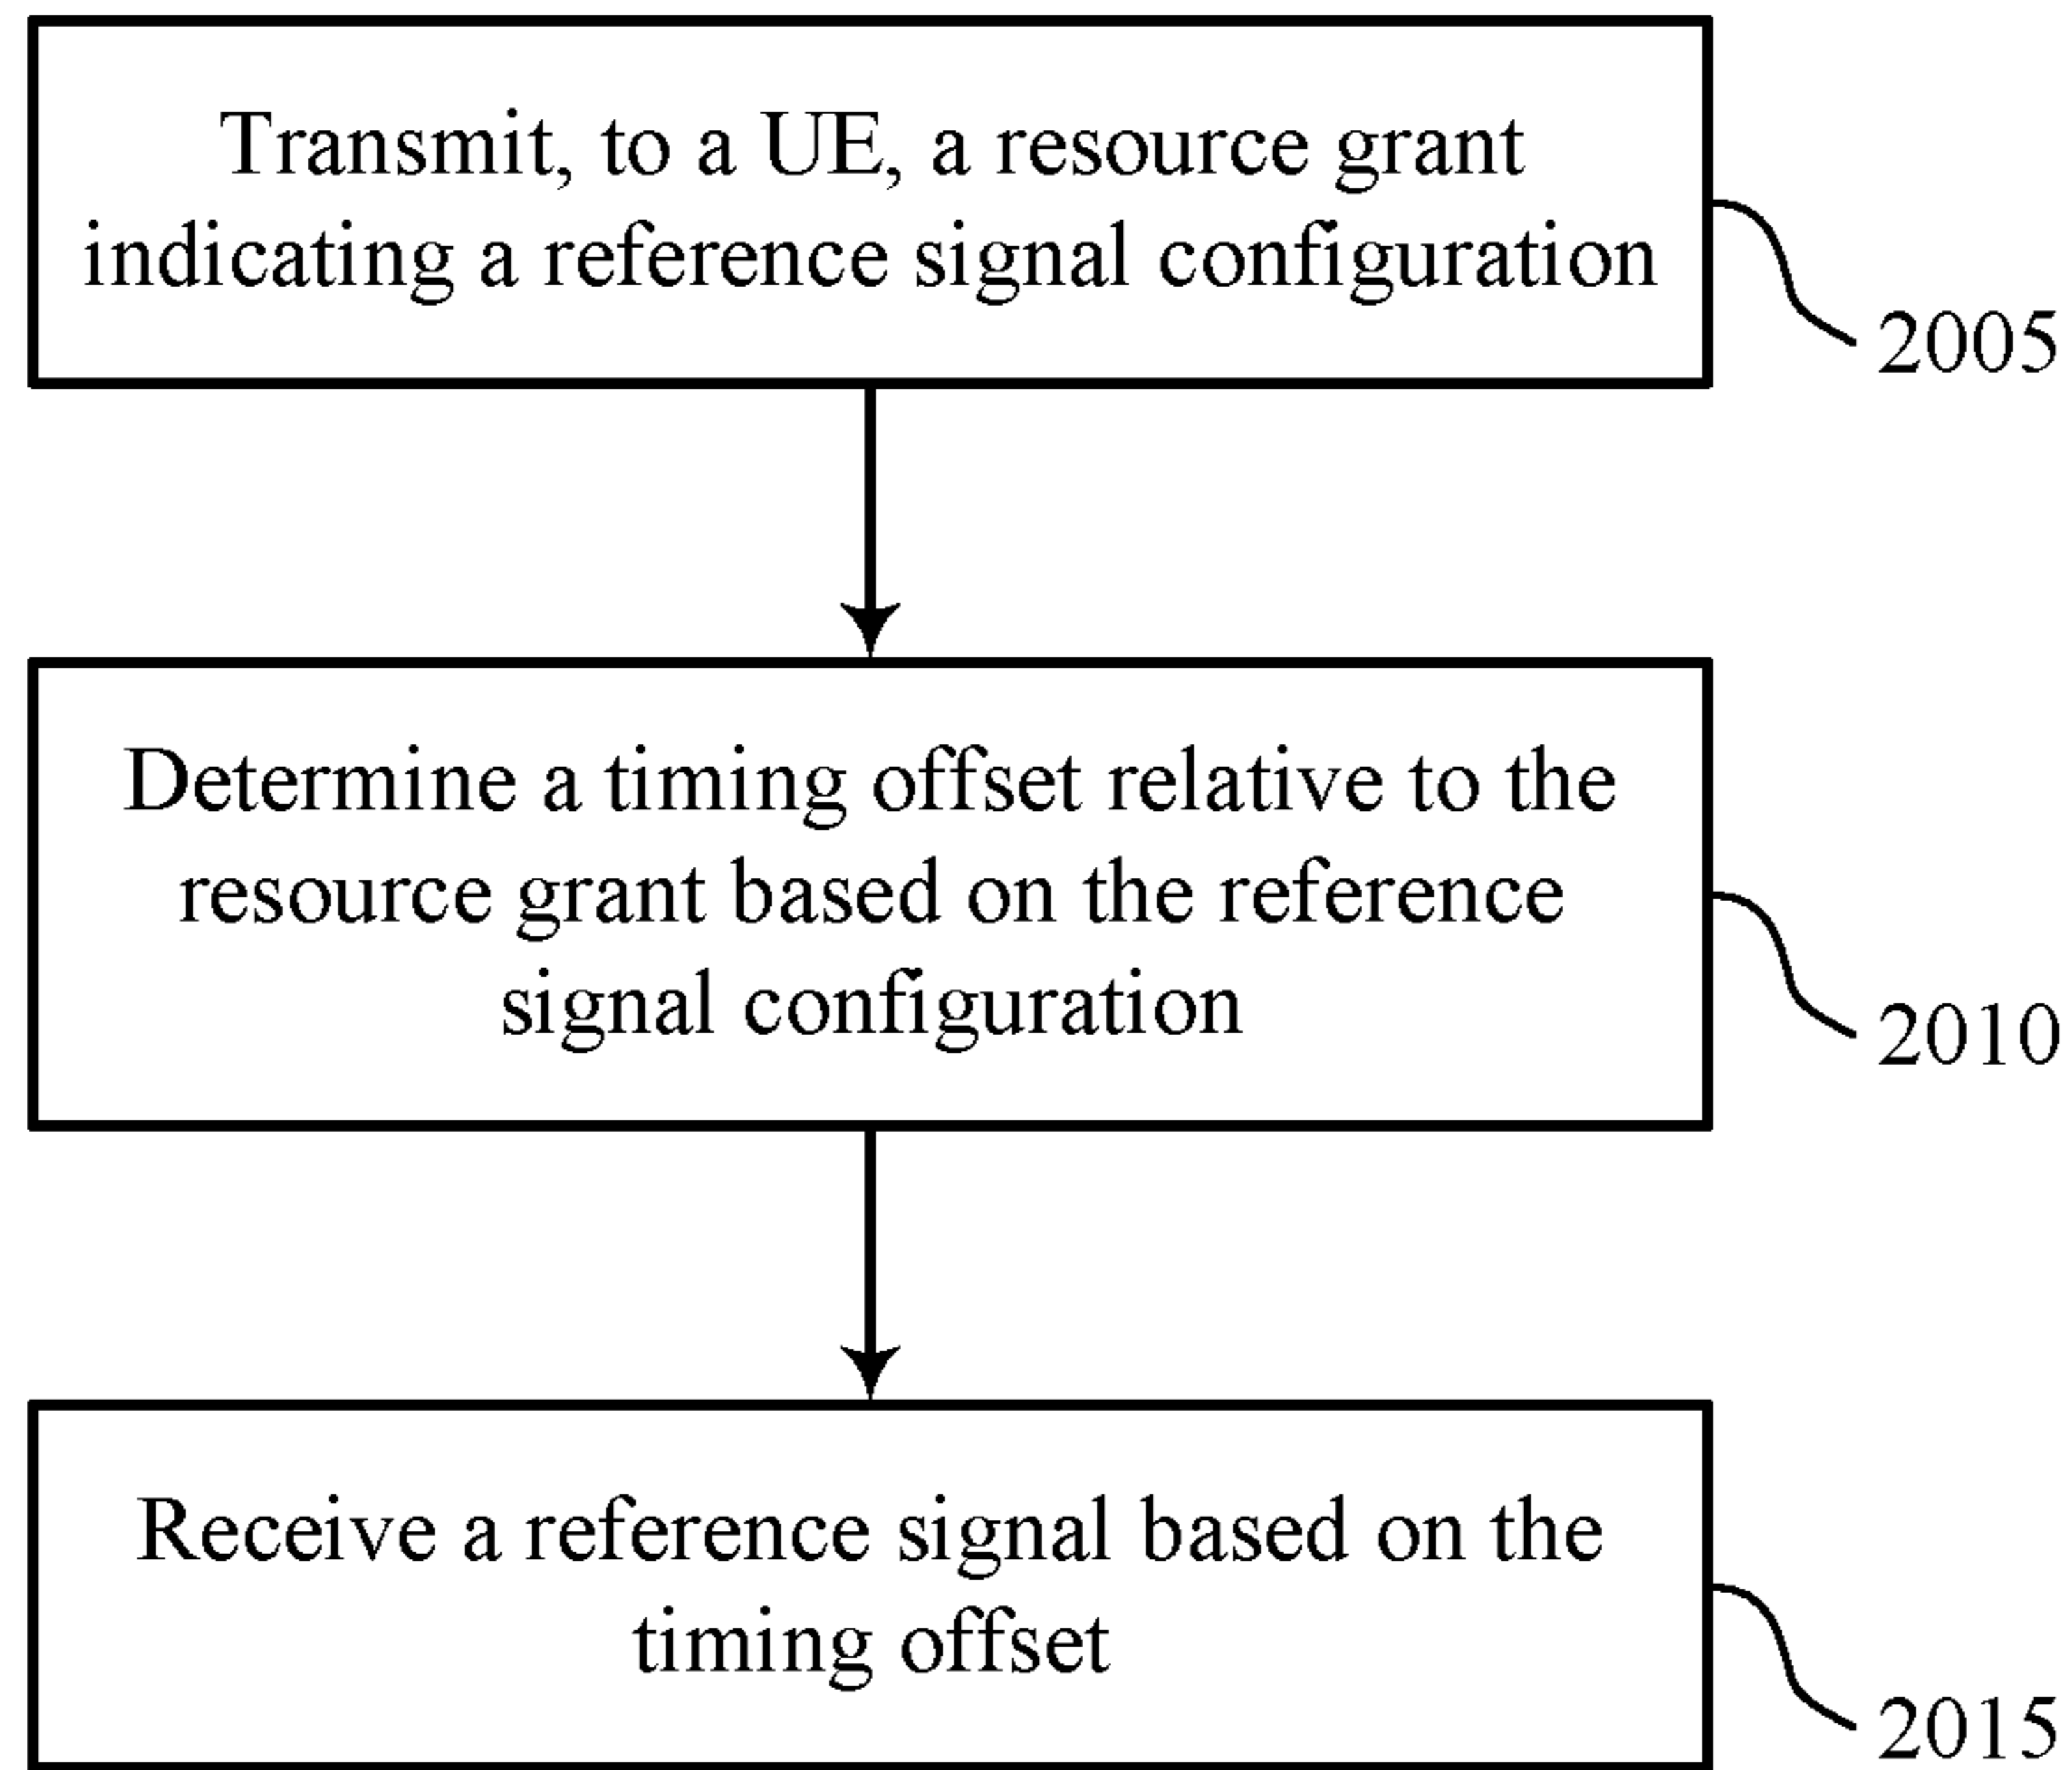 Transmit, to a UE, a resource grant
indicating a reference signal configuration
2005
Determine a timing offset relative to the
resource grant based on the reference
signal configuration
2010
Receive a reference signal based on the
timing offset
2015